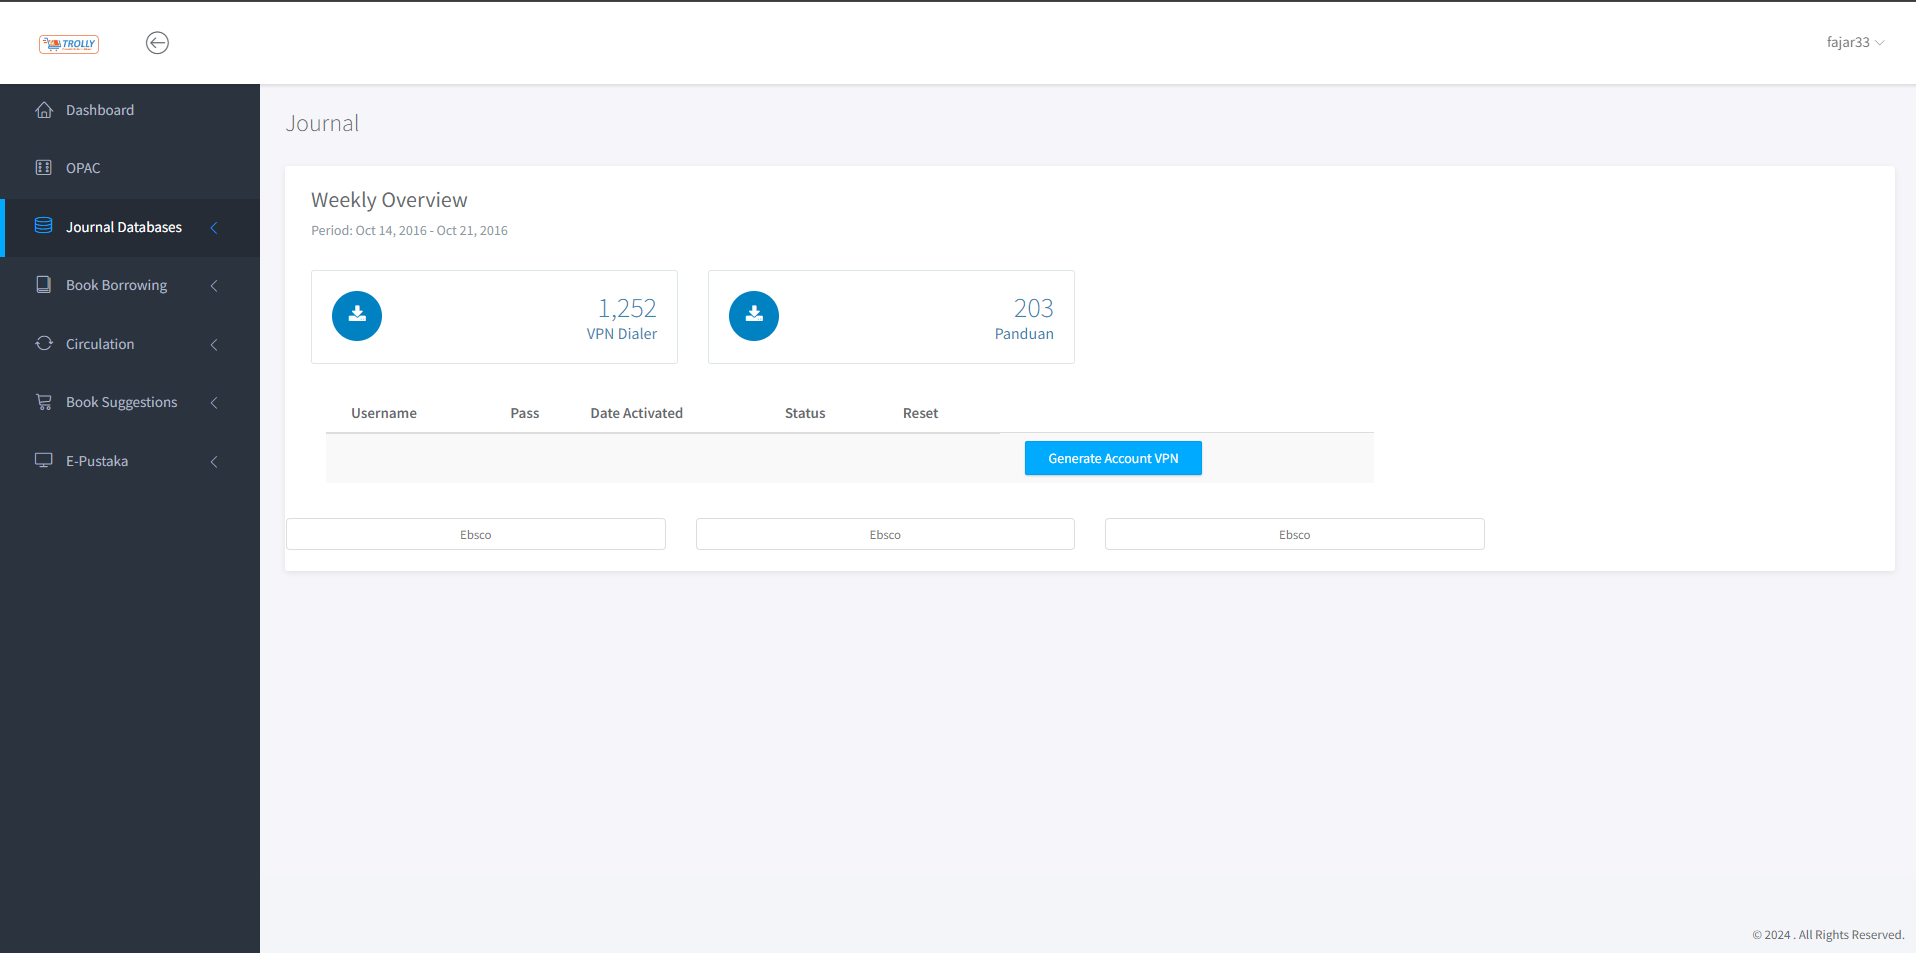 TROLLY
fajar33
Dashboard
OPAC
Journal Databases
Book Borrowing
Circulation
Book Suggestions
E-Pustaka
Journal
Weekly Overview
Period: Oct 14, 2016 - Oct 21, 2016
1,252
VPN Dialer
203
Panduan
Username Pass Date Activated Status Reset
Generate Account VPN
Ebsco Ebsco Ebsco
© 2024 . All Rights Reserved.